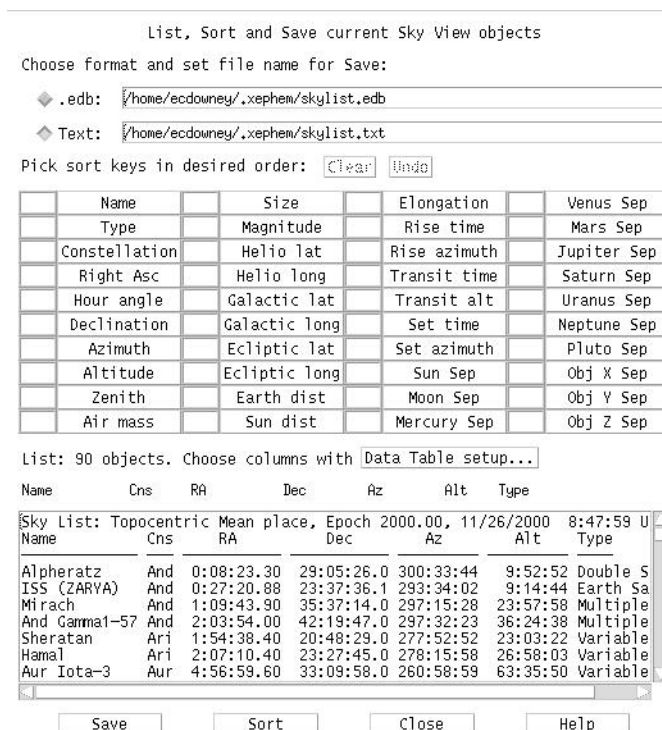 List, Sort and Save current Sky View objects
Choose format and set file name for Save:
.edb: /home/ecdowney/.xephem/skylist.edb
Text: /home/ecdowney/.xephem/skylist.txt
Pick sort keys in desired order: Clear Undo
Name Size Elongation Venus Sep
Type Magnitude Rise time Mars Sep
Constellation Helio lat Rise azimuth Jupiter Sep
Right Asc Helio long Transit time Saturn Sep
Hour angle Galactic lat Transit alt Uranus Sep
Declination Galactic long Set time Neptune Sep
Azimuth Ecliptic lat Set azimuth Pluto Sep
Altitude Ecliptic long Sun Sep Obj X Sep
Zenith Earth dist Moon Sep Obj Y Sep
Air mass Sun dist Mercury Sep Obj Z Sep
List: 90 objects. Choose columns with Data Table setup...
Name Cns RA Dec Az Alt Type
Sky List: Topocentric Mean place, Epoch 2000.00, 11/26/2000 8:47:59 U
Name Cns RA Dec Az Alt Type
Alpheratz And 0:08:23.30 29:05:26.0 300:33:44 9:52:52 Double S
ISS (ZARYA) And 0:27:20.88 23:37:36.1 293:34:02 9:14:44 Earth Sa
Mirach And 1:09:43.90 35:37:14.0 297:15:28 23:57:58 Multiple
And Gamma1-57 And 2:03:54.00 42:19:47.0 297:32:23 36:24:38 Multiple
Sheratan Ari 1:54:38.40 20:48:29.0 277:52:52 23:03:22 Variable
Hamal Ari 2:07:10.40 23:27:45.0 278:15:58 26:58:03 Variable
Aur Iota-3 Aur 4:56:59.60 33:09:58.0 260:58:59 63:35:50 Variable
Save Sort Close Help